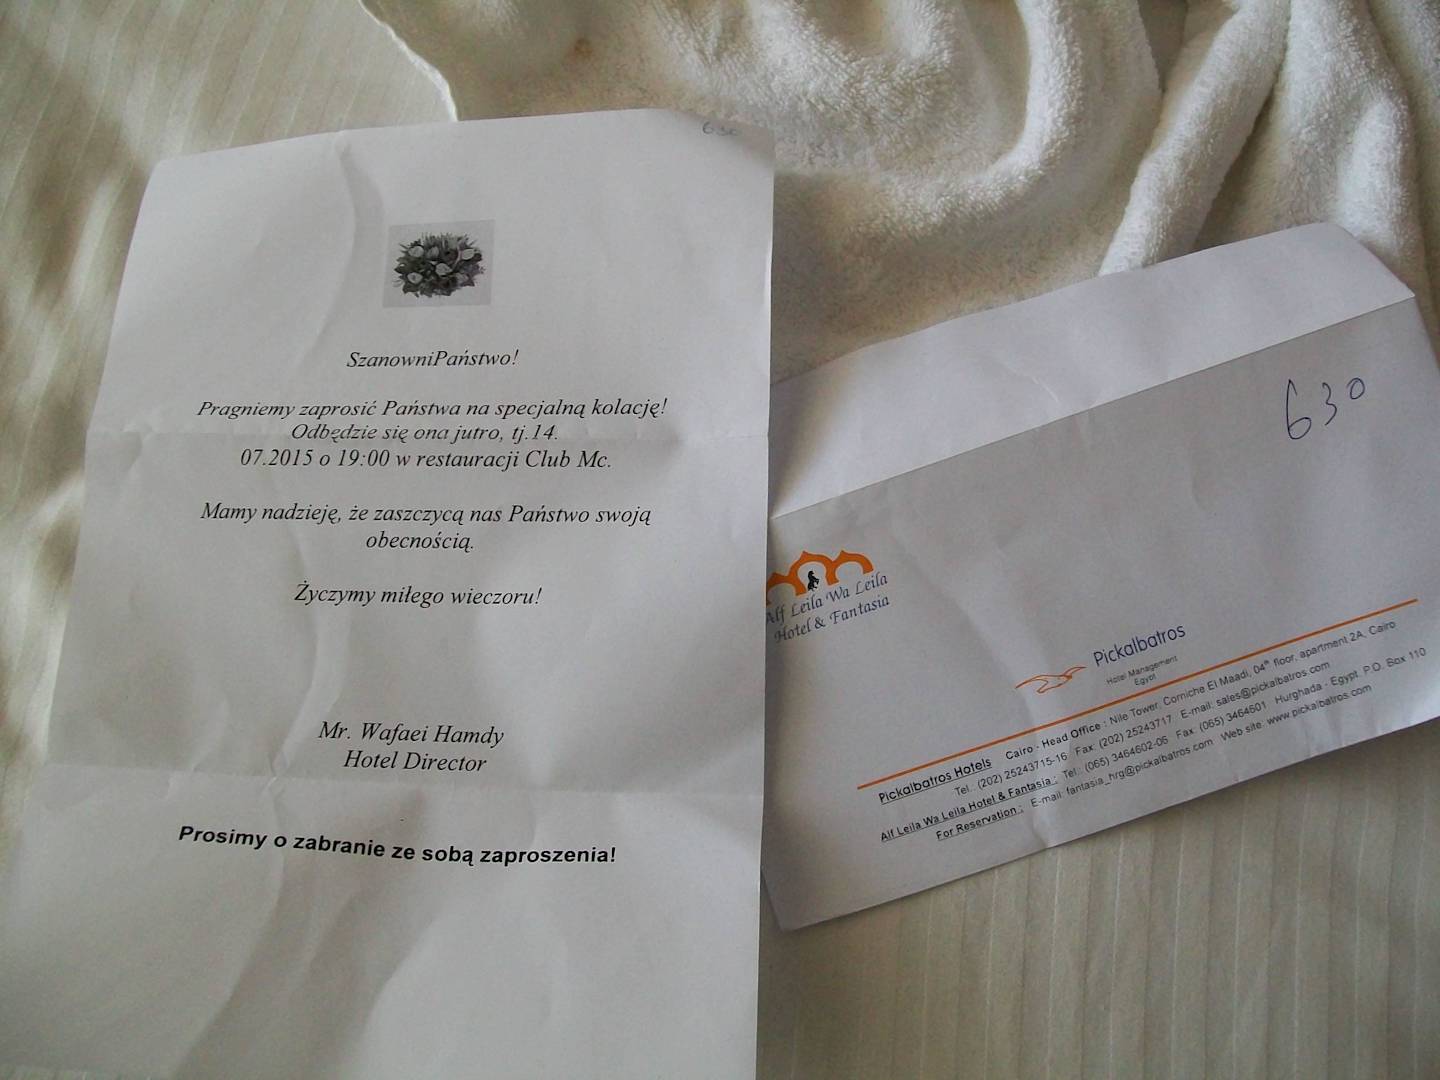 630
SzanowniPaństwo!
Pragniemy zaprosić Państwa na specjalną kolację!
Odbędzie się ona jutro, tj.14.
07.2015 o 19:00 w restauracji Club Mc.
Mamy nadzieję, że zaszczycą nas Państwo swoją
obecnością.
Życzymy miłego wieczoru!
Mr. Wafaei Hamdy
Hotel Director
Prosimy o zabranie ze sobą zaproszenia!
630
Alf Leila Wa Leila
Hotel & Fantasia
Pickalbatros
Hotel Management
Egypt
Pickalbatros Hotels Cairo - Head Office : Nile Tower, Corniche El Maadi, 04th floor, apartment 2A, Cairo
Tel.: (202) 25243715-16 Fax: (202) 25243717 E-mail: sales@pickalbatros.com
Alf Leila Wa Leila Hotel & Fantasia : Tel.: (065) 3464602-06 Fax: (065) 3464601 Hurghada - Egypt P.O. Box 110
For Reservation : E-mail: fantasia_hrg@pickalbatros.com Web site: www.pickalbatros.com